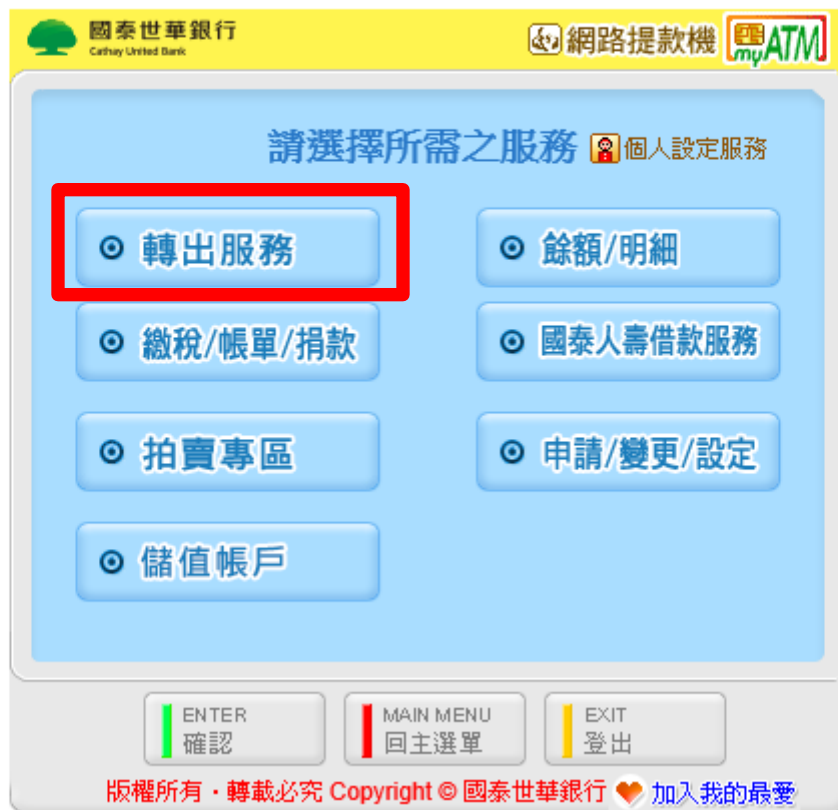 國泰世華銀行
Cathay United Bank
網路提款機 myATM
請選擇所需之服務 個人設定服務
轉出服務
餘額/明細
繳稅/帳單/捐款
國泰人壽借款服務
拍賣專區
申請/變更/設定
儲值帳戶
ENTER
確認
MAIN MENU
回主選單
EXIT
登出
版權所有・轉載必究 Copyright © 國泰世華銀行 加入我的最愛